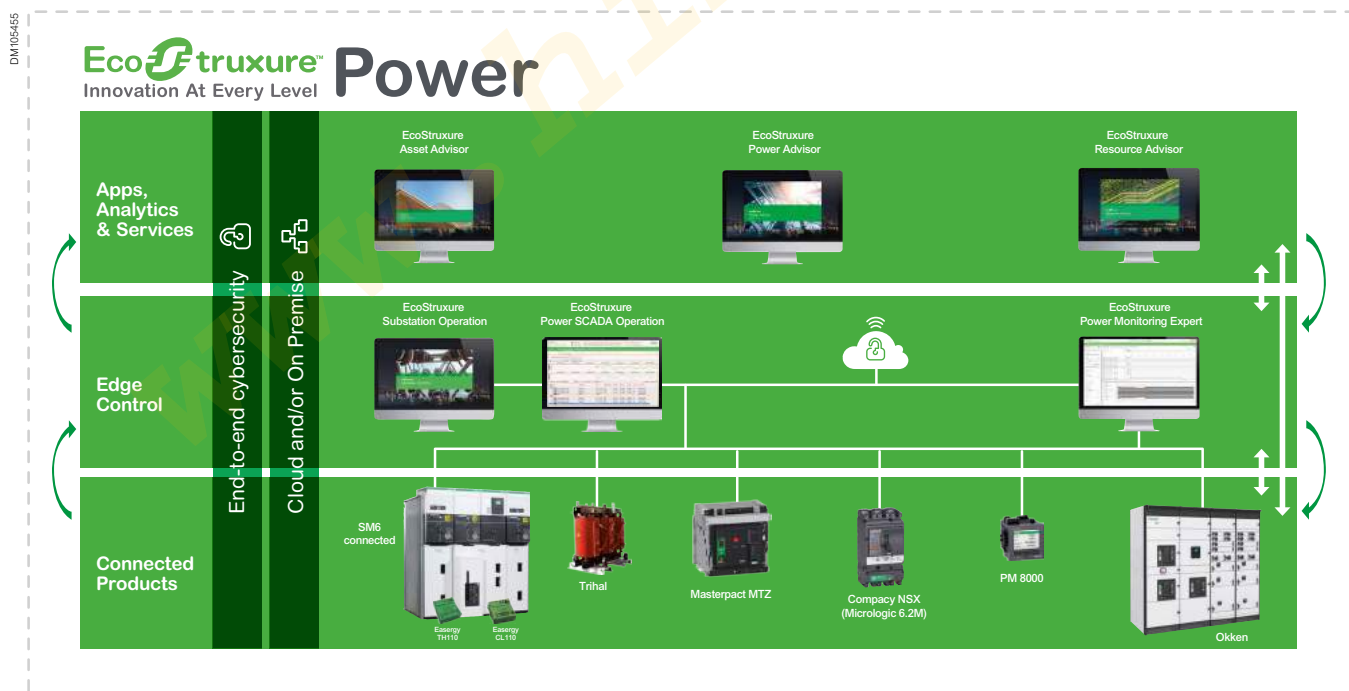 DM105455
EcoStruxure™ Power
Innovation At Every Level
EcoStruxure
Asset Advisor
EcoStruxure
Power Advisor
EcoStruxure
Resource Advisor
Apps,
Analytics
& Services
End-to-end cybersecurity
Cloud and/or On Premise
EcoStruxure
Substation Operation
EcoStruxure
Power SCADA Operation
EcoStruxure
Power Monitoring Expert
Edge
Control
Connected
Products
SM6
connected
Easergy
TH110
Easergy
CL110
Trihal
Masterpact MTZ
Compacy NSX
(Micrologic 6.2M)
PM 8000
Okken